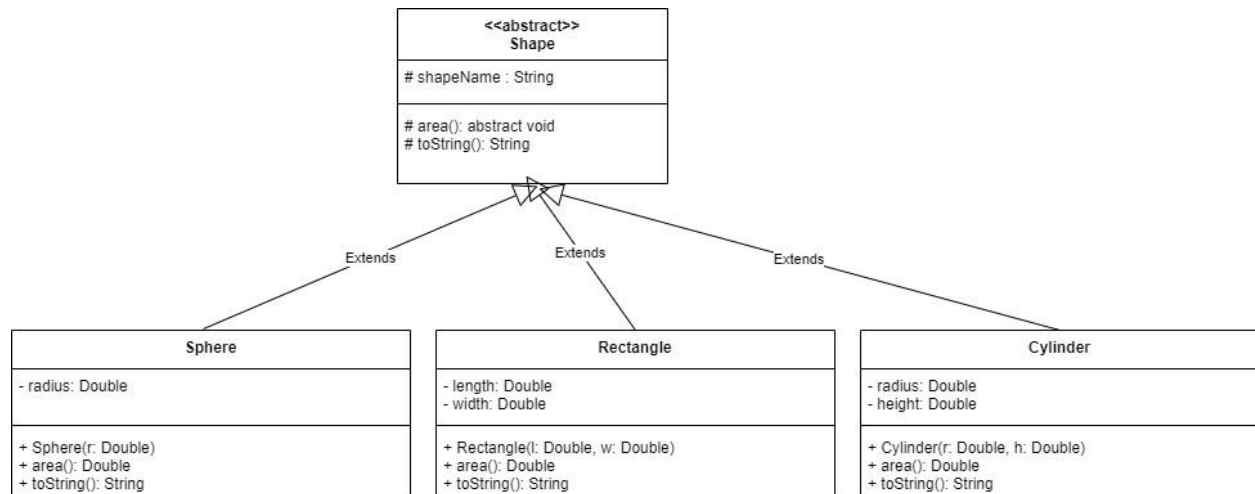 <<abstract>>
Shape
# shapeName : String
# area(): abstract void
# toString(): String
Extends
Extends
Extends
Sphere
- radius: Double
+ Sphere(r: Double)
+ area(): Double
+ toString(): String
Rectangle
- length: Double
- width: Double
+ Rectangle(l: Double, w: Double)
+ area(): Double
+ toString(): String
Cylinder
- radius: Double
- height: Double
+ Cylinder(r: Double, h: Double)
+ area(): Double
+ toString(): String